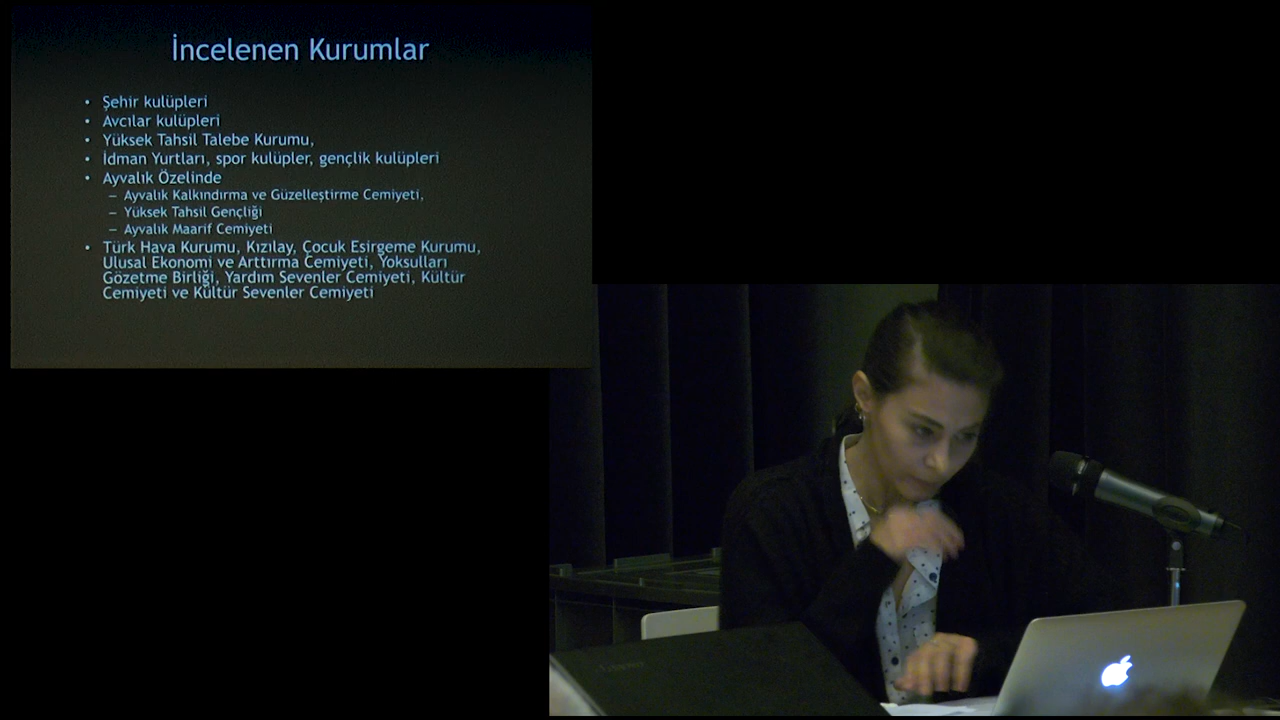 İncelenen Kurumlar
• Şehir kulüpleri
• Avcılar kulüpleri
• Yüksek Tahsil Talebe Kurumu,
• İdman Yurtları, spor kulüpler, gençlik kulüpleri
• Ayvalık Özelinde
– Ayvalık Kalkındırma ve Güzelleştirme Cemiyeti,
– Yüksek Tahsil Gençliği
– Ayvalık Maarif Cemiyeti
• Türk Hava Kurumu, Kızılay, Çocuk Esirgeme Kurumu,
Ulusal Ekonomi ve Arttırma Cemiyeti, Yoksulları
Gözetme Birliği, Yardım Sevenler Cemiyeti, Kültür
Cemiyeti ve Kültür Sevenler Cemiyeti